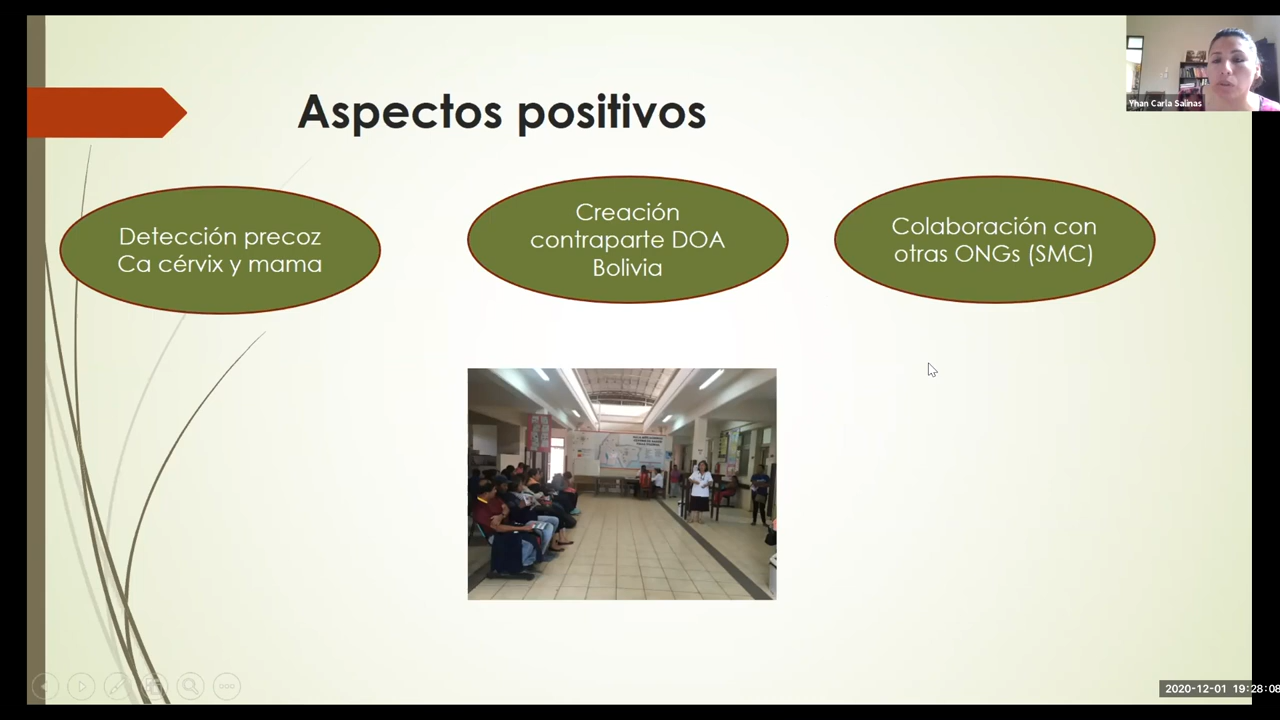 Aspectos positivos
Yhan Carla Salinas
Detección precoz
Ca cérvix y mama
Creación
contraparte DOA
Bolivia
Colaboración con
otras ONGs (SMC)
2020-12-01 19:28:08